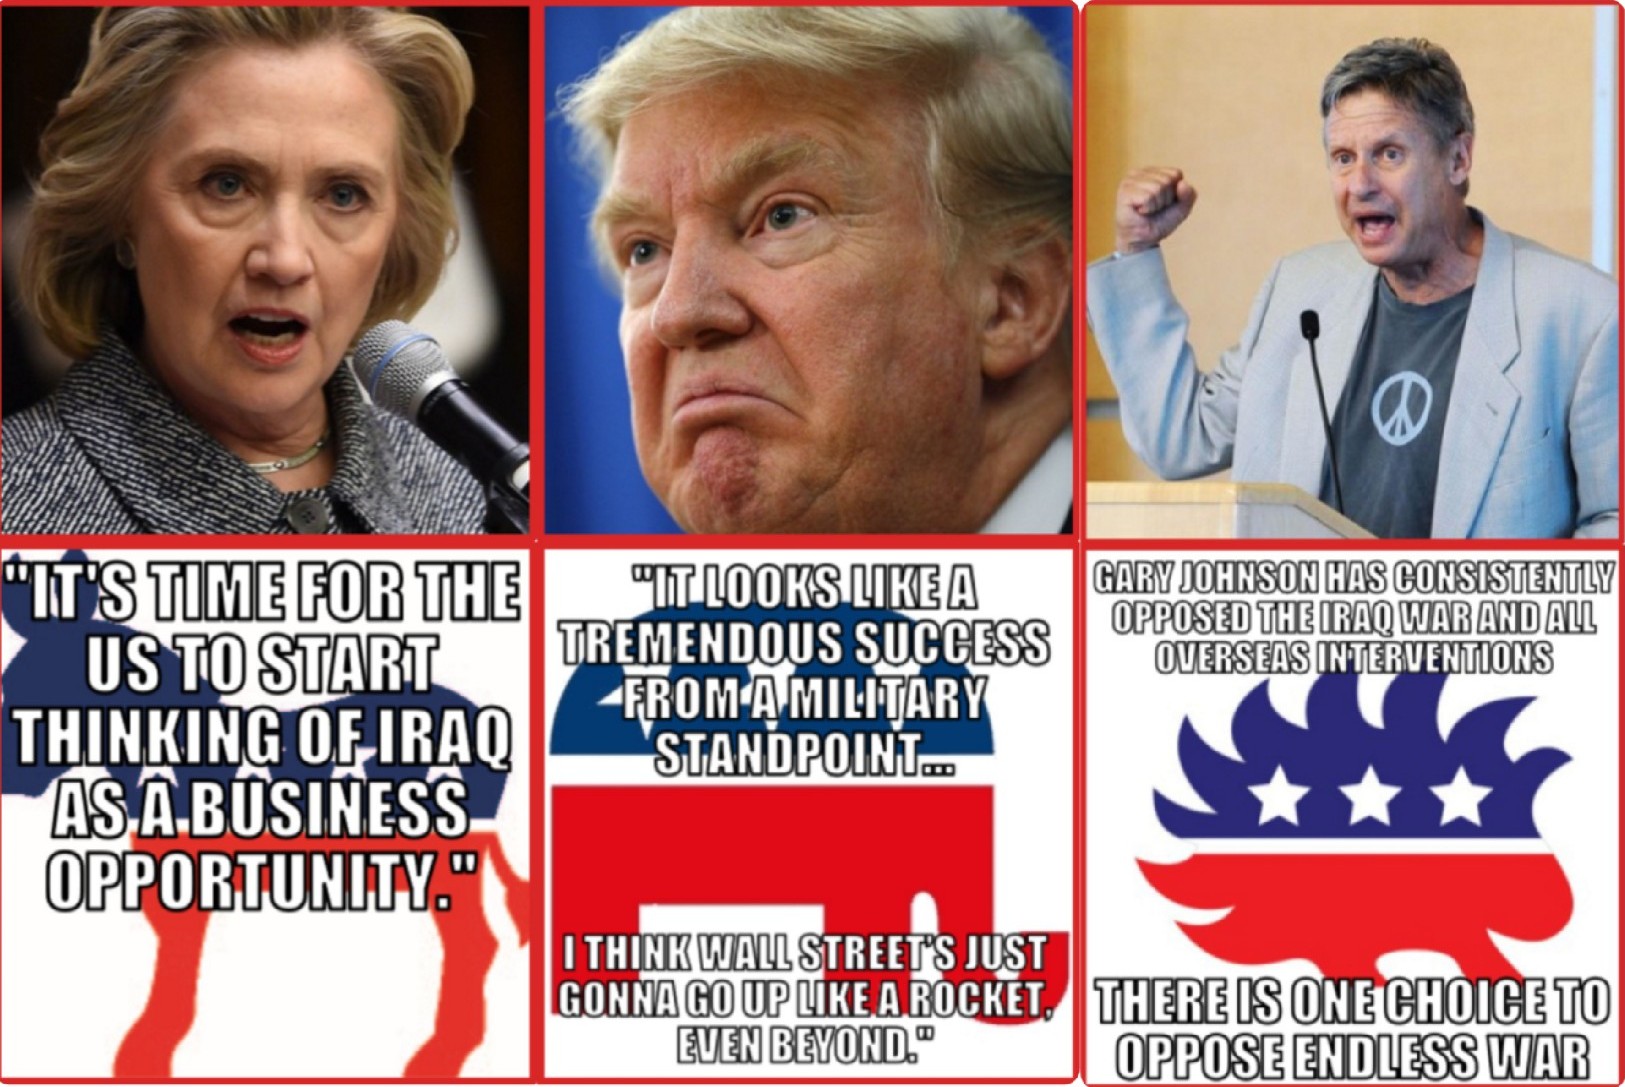 "IT'S TIME FOR THE
US TO START
THINKING OF IRAQ
AS A BUSINESS
OPPORTUNITY."
"IT LOOKS LIKE A
TREMENDOUS SUCCESS
FROM A MILITARY
STANDPOINT...
I THINK WALL STREET'S JUST
GONNA GO UP LIKE A ROCKET,
EVEN BEYOND."
GARY JOHNSON HAS CONSISTENTLY
OPPOSED THE IRAQ WAR AND ALL
OVERSEAS INTERVENTIONS
THERE IS ONE CHOICE TO
OPPOSE ENDLESS WAR